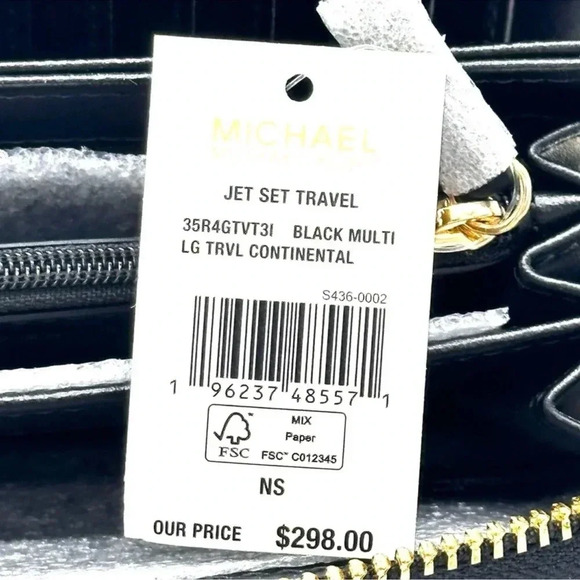 MICHAEL
JET SET TRAVEL
35R4GTVT3I BLACK MULTI
LG TRVL CONTINENTAL
S436-0002
1 96237 48557 1
FSC
MIX
Paper
FSC™ C012345
NS
OUR PRICE $298.00